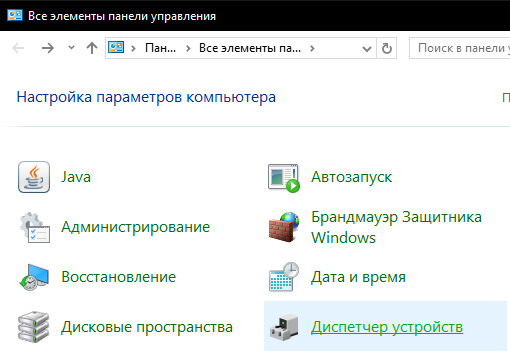 Все элементы панели управления
Пан...
Все элементы па...
Поиск в панели у
Настройка параметров компьютера
П
Java
Автозапуск
Администрирование
Брандмауэр Защитника
Windows
Восстановление
Дата и время
Дисковые пространства
Диспетчер устройств